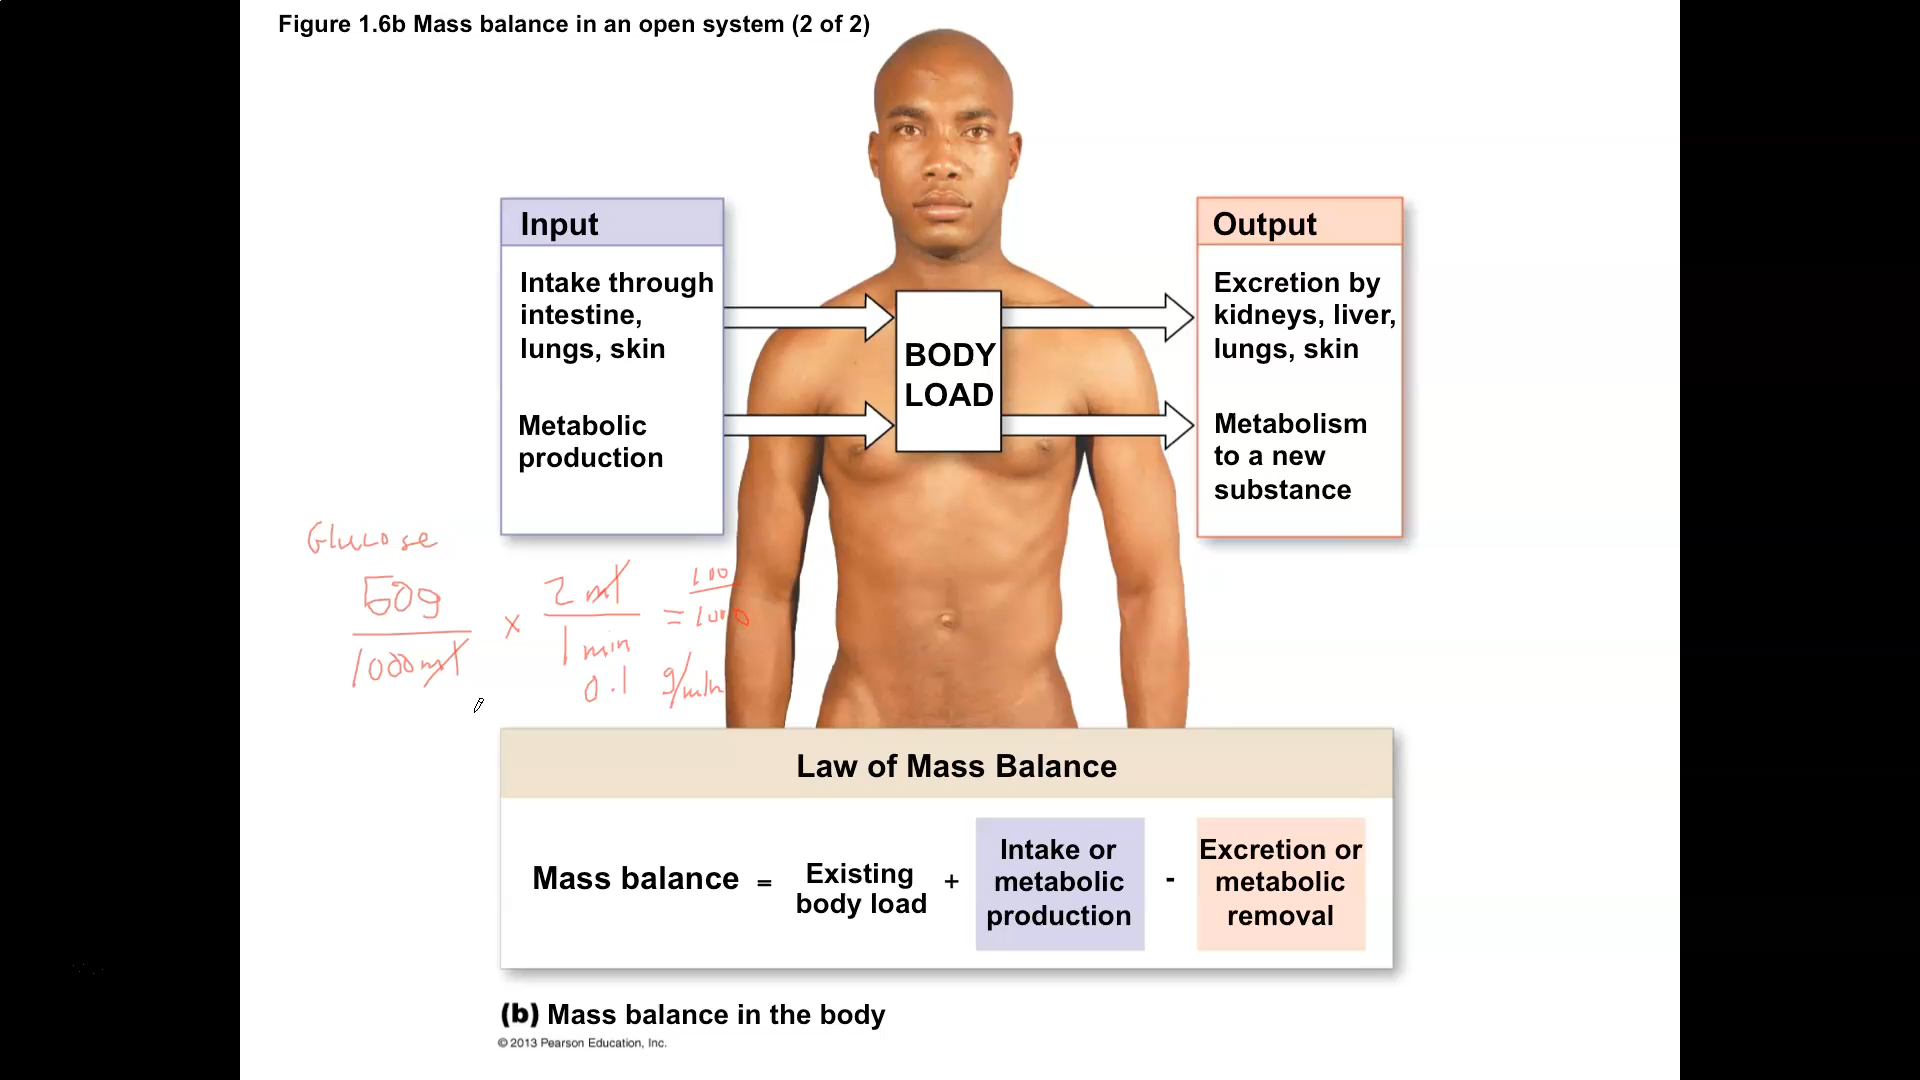 Figure 1.6b Mass balance in an open system (2 of 2)
Input
Intake through
intestine,
lungs, skin
Metabolic
production
BODY
LOAD
Output
Excretion by
kidneys, liver,
lungs, skin
Metabolism
to a new
substance
Glucose
50g
1000ml
×
2 ml
1 min
=
100
1000
0.1 g/min
Law of Mass Balance
Mass balance = Existing body load + Intake or metabolic production - Excretion or metabolic removal
(b) Mass balance in the body
© 2013 Pearson Education, Inc.